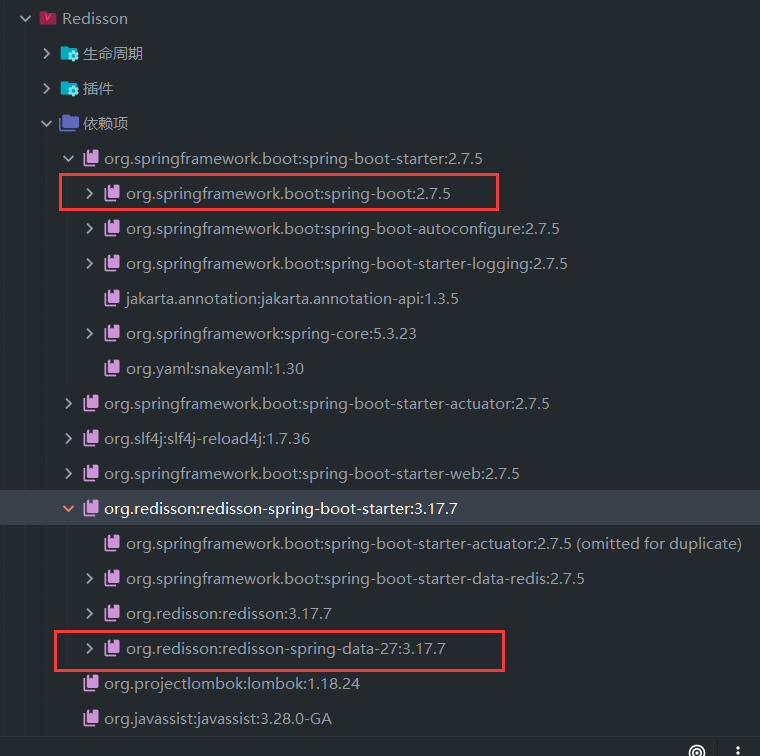 Redisson
生命周期
插件
依赖项
org.springframework.boot:spring-boot-starter:2.7.5
org.springframework.boot:spring-boot:2.7.5
org.springframework.boot:spring-boot-autoconfigure:2.7.5
org.springframework.boot:spring-boot-starter-logging:2.7.5
jakarta.annotation:jakarta.annotation-api:1.3.5
org.springframework:spring-core:5.3.23
org.yaml:snakeyaml:1.30
org.springframework.boot:spring-boot-starter-actuator:2.7.5
org.slf4j:slf4j-reload4j:1.7.36
org.springframework.boot:spring-boot-starter-web:2.7.5
org.redisson:redisson-spring-boot-starter:3.17.7
org.springframework.boot:spring-boot-starter-actuator:2.7.5 (omitted for duplicate)
org.springframework.boot:spring-boot-starter-data-redis:2.7.5
org.redisson:redisson:3.17.7
org.redisson:redisson-spring-data-27:3.17.7
org.projectlombok:lombok:1.18.24
org.javassist:javassist:3.28.0-GA